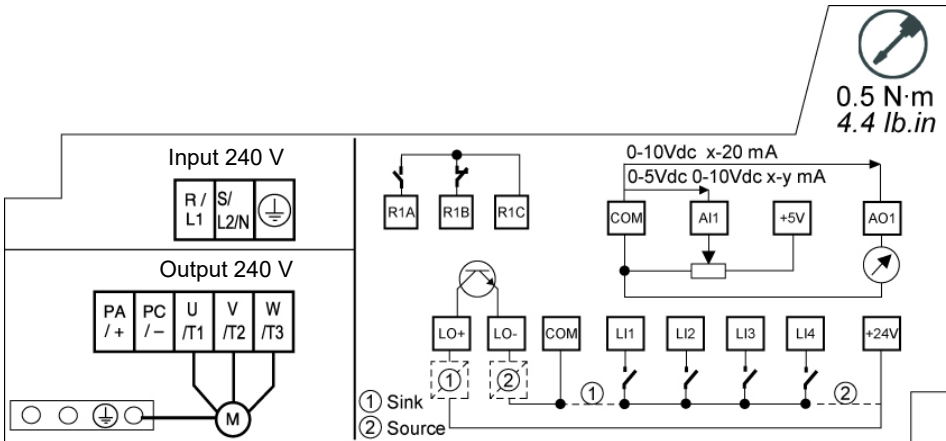 0.5 N·m
4.4 lb.in
Input 240 V
R /
L1
S/
L2/N
Output 240 V
PA
/ +
PC
/ –
U
/T1
V
/T2
W
/T3
M
R1A
R1B
R1C
0-10Vdc x-20 mA
0-5Vdc 0-10Vdc x-y mA
COM
AI1
+5V
AO1
LO+
LO-
COM
LI1
LI2
LI3
LI4
+24V
①
②
①
②
① Sink
② Source